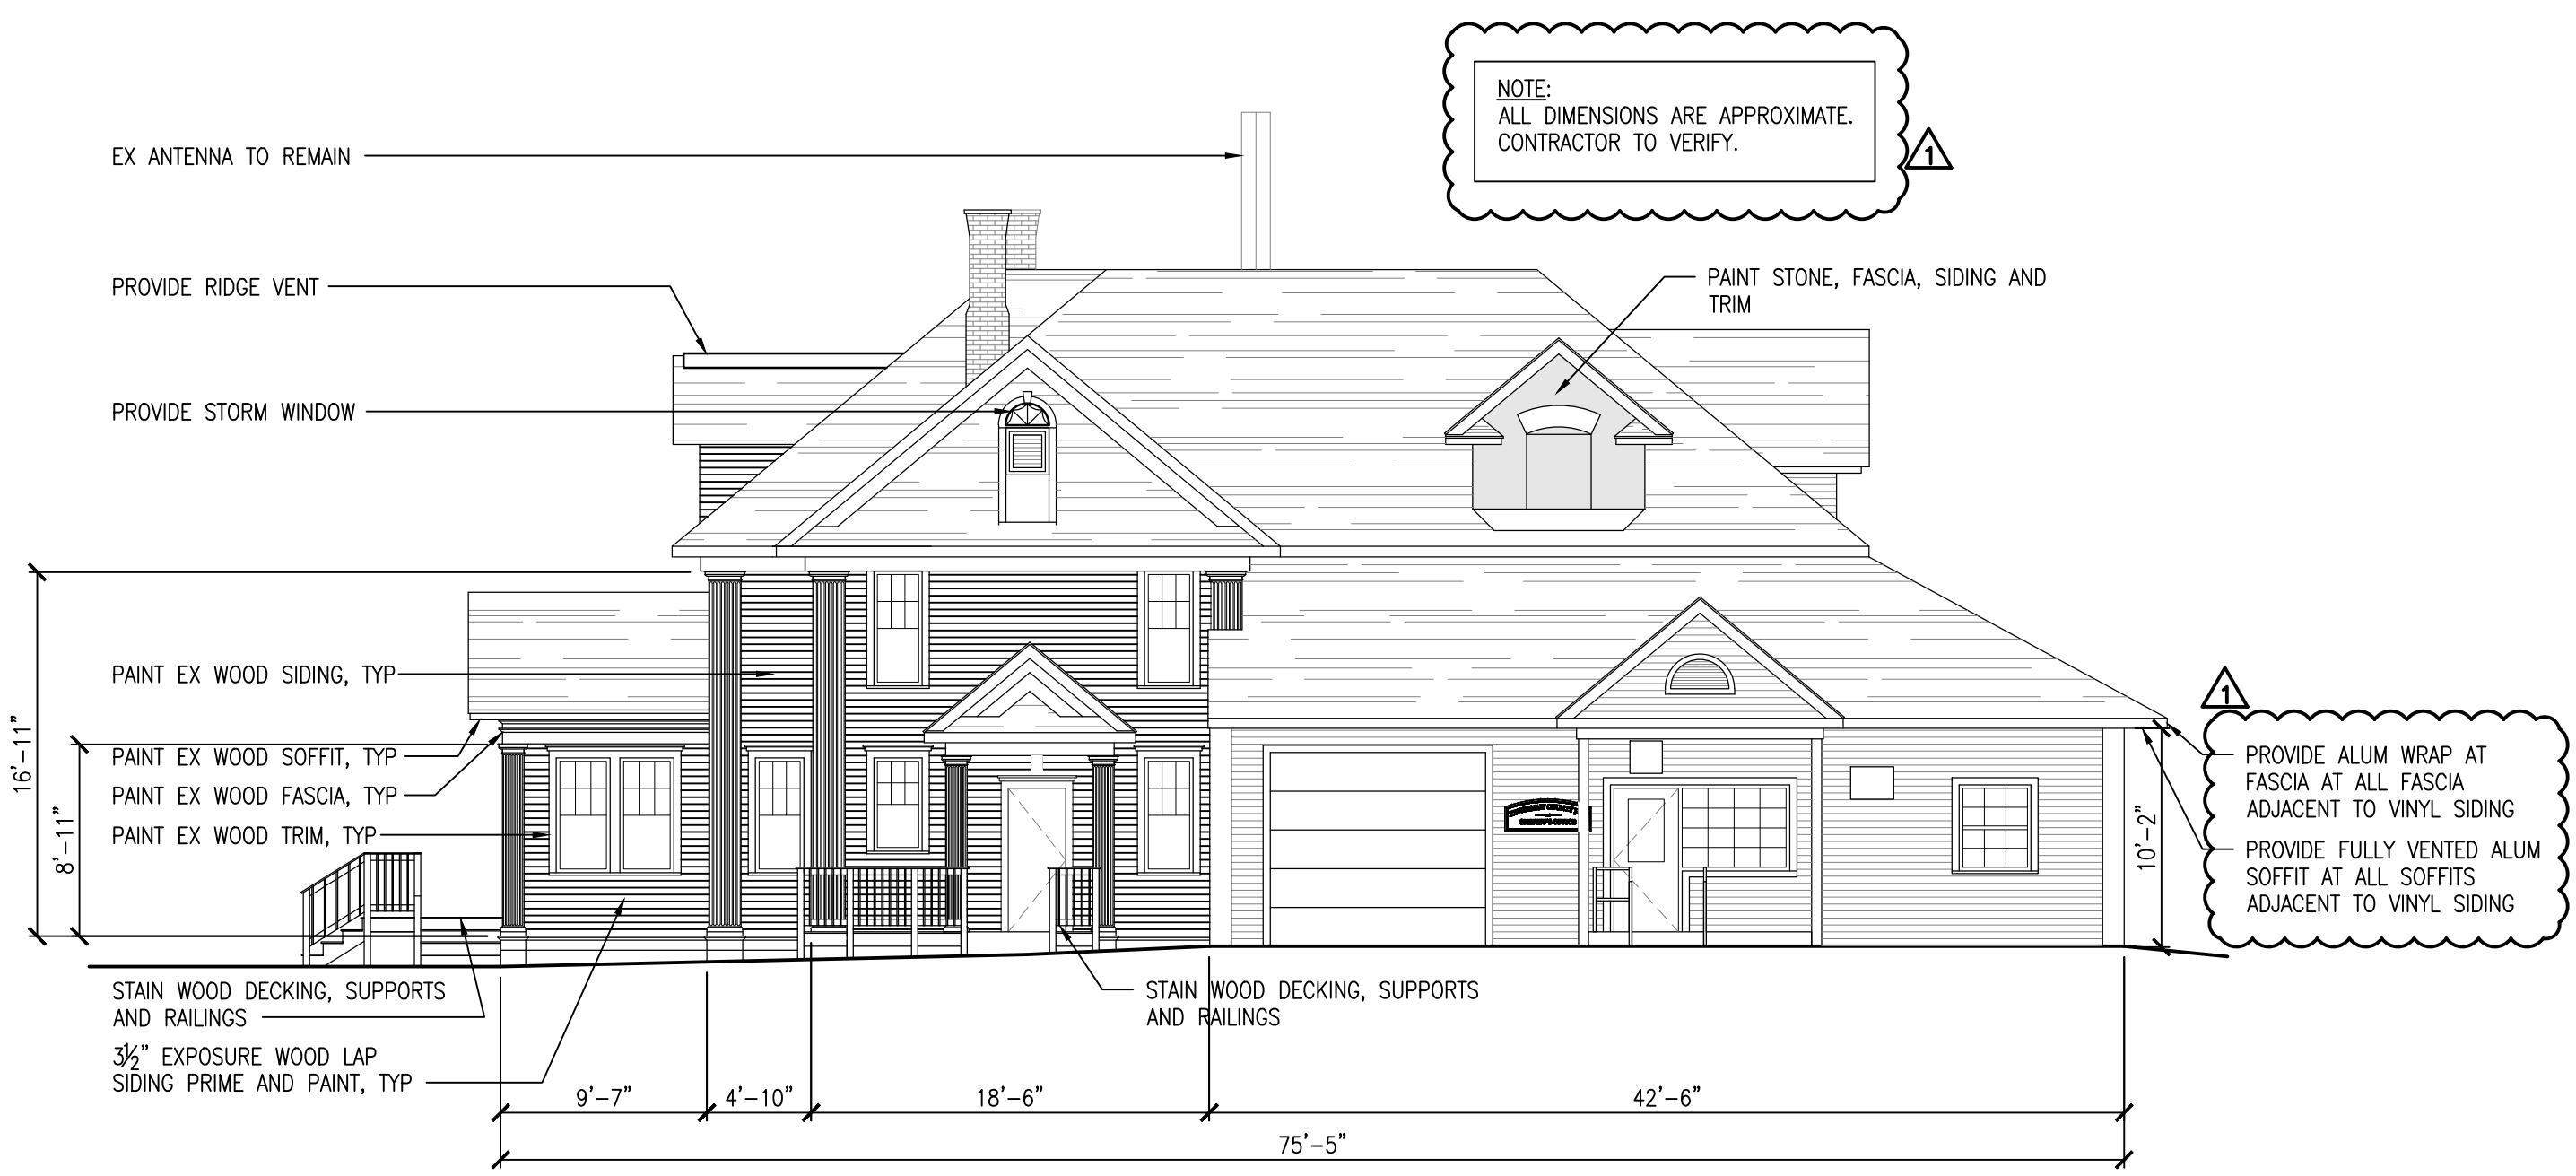 NOTE:
ALL DIMENSIONS ARE APPROXIMATE.
CONTRACTOR TO VERIFY.
1
EX ANTENNA TO REMAIN
PROVIDE RIDGE VENT
PROVIDE STORM WINDOW
PAINT STONE, FASCIA, SIDING AND
TRIM
PAINT EX WOOD SIDING, TYP
PAINT EX WOOD SOFFIT, TYP
PAINT EX WOOD FASCIA, TYP
PAINT EX WOOD TRIM, TYP
16'-11"
8'-11"
10'-2"
1
PROVIDE ALUM WRAP AT
FASCIA AT ALL FASCIA
ADJACENT TO VINYL SIDING
PROVIDE FULLY VENTED ALUM
SOFFIT AT ALL SOFFITS
ADJACENT TO VINYL SIDING
STAIN WOOD DECKING, SUPPORTS
AND RAILINGS
3½" EXPOSURE WOOD LAP
SIDING PRIME AND PAINT, TYP
STAIN WOOD DECKING, SUPPORTS
AND RAILINGS
9'-7"
4'-10"
18'-6"
42'-6"
75'-5"